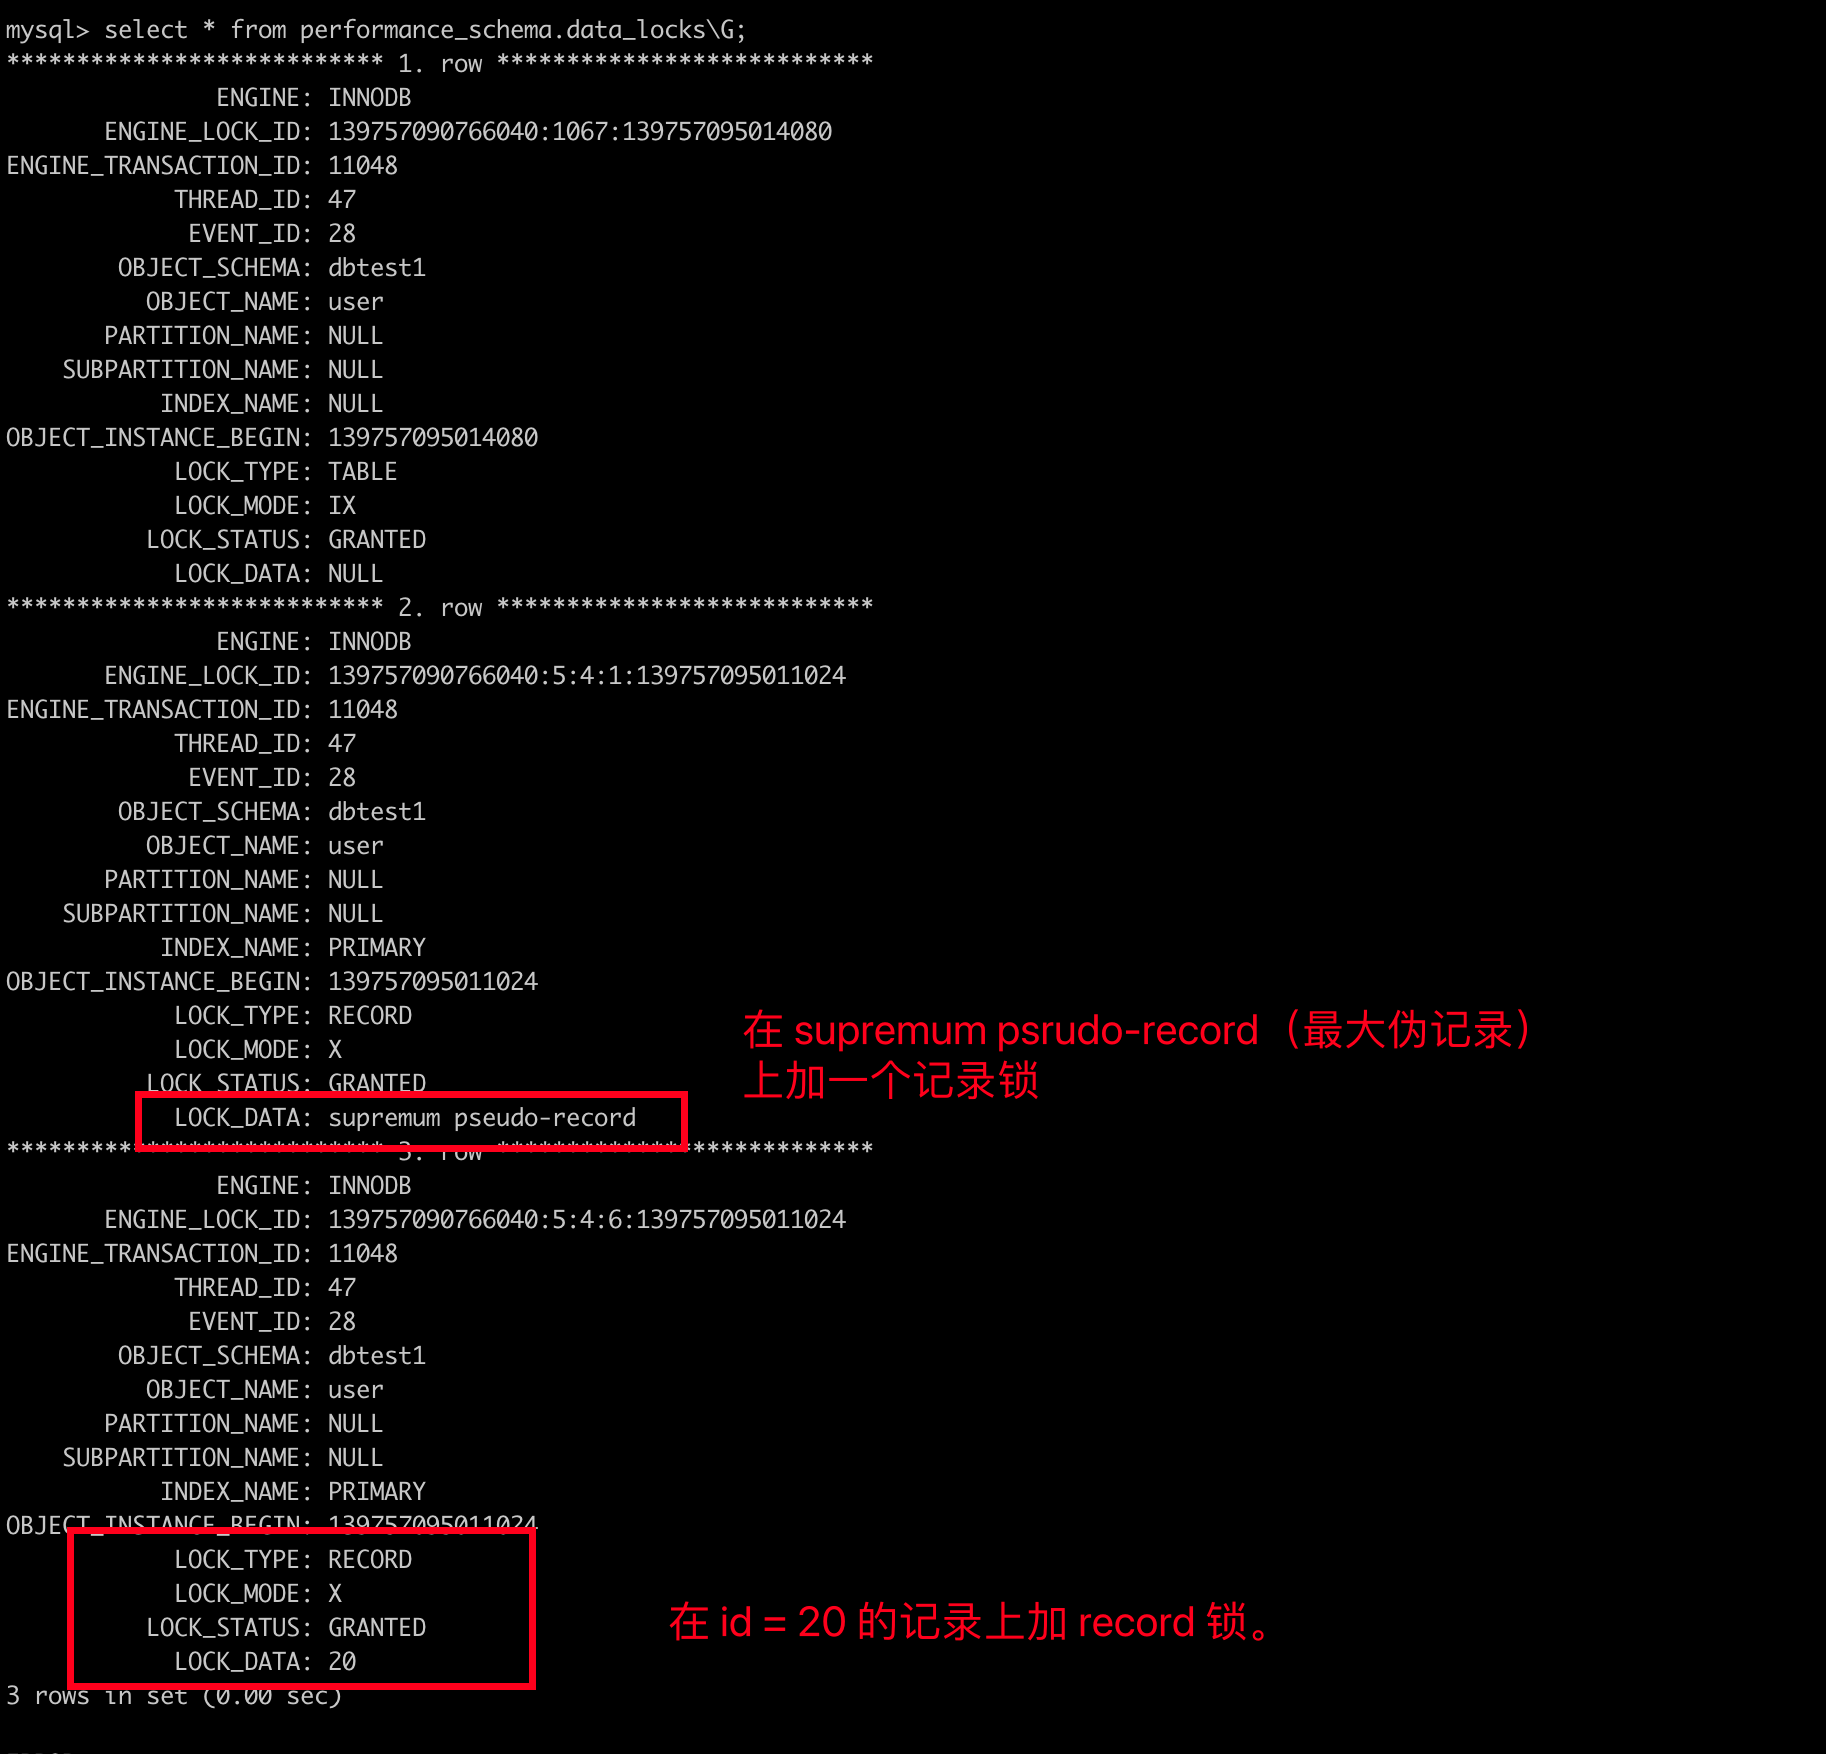 mysql> select * from performance_schema.data_locks\G;
*************************** 1. row ***************************
ENGINE: INNODB
ENGINE_LOCK_ID: 139757090766040:1067:139757095014080
ENGINE_TRANSACTION_ID: 11048
THREAD_ID: 47
EVENT_ID: 28
OBJECT_SCHEMA: dbtest1
OBJECT_NAME: user
PARTITION_NAME: NULL
SUBPARTITION_NAME: NULL
INDEX_NAME: NULL
OBJECT_INSTANCE_BEGIN: 139757095014080
LOCK_TYPE: TABLE
LOCK_MODE: IX
LOCK_STATUS: GRANTED
LOCK_DATA: NULL
*************************** 2. row ***************************
ENGINE: INNODB
ENGINE_LOCK_ID: 139757090766040:5:4:1:139757095011024
ENGINE_TRANSACTION_ID: 11048
THREAD_ID: 47
EVENT_ID: 28
OBJECT_SCHEMA: dbtest1
OBJECT_NAME: user
PARTITION_NAME: NULL
SUBPARTITION_NAME: NULL
INDEX_NAME: PRIMARY
OBJECT_INSTANCE_BEGIN: 139757095011024
LOCK_TYPE: RECORD
LOCK_MODE: X
LOCK_STATUS: GRANTED
LOCK_DATA: supremum pseudo-record
在 supremum psrudo-record（最大伪记录）
上加一个记录锁
*************************** 3. row ***************************
ENGINE: INNODB
ENGINE_LOCK_ID: 139757090766040:5:4:6:139757095011024
ENGINE_TRANSACTION_ID: 11048
THREAD_ID: 47
EVENT_ID: 28
OBJECT_SCHEMA: dbtest1
OBJECT_NAME: user
PARTITION_NAME: NULL
SUBPARTITION_NAME: NULL
INDEX_NAME: PRIMARY
OBJECT_INSTANCE_BEGIN: 139757095011024
LOCK_TYPE: RECORD
LOCK_MODE: X
LOCK_STATUS: GRANTED
LOCK_DATA: 20
在 id = 20 的记录上加 record 锁。
3 rows in set (0.00 sec)